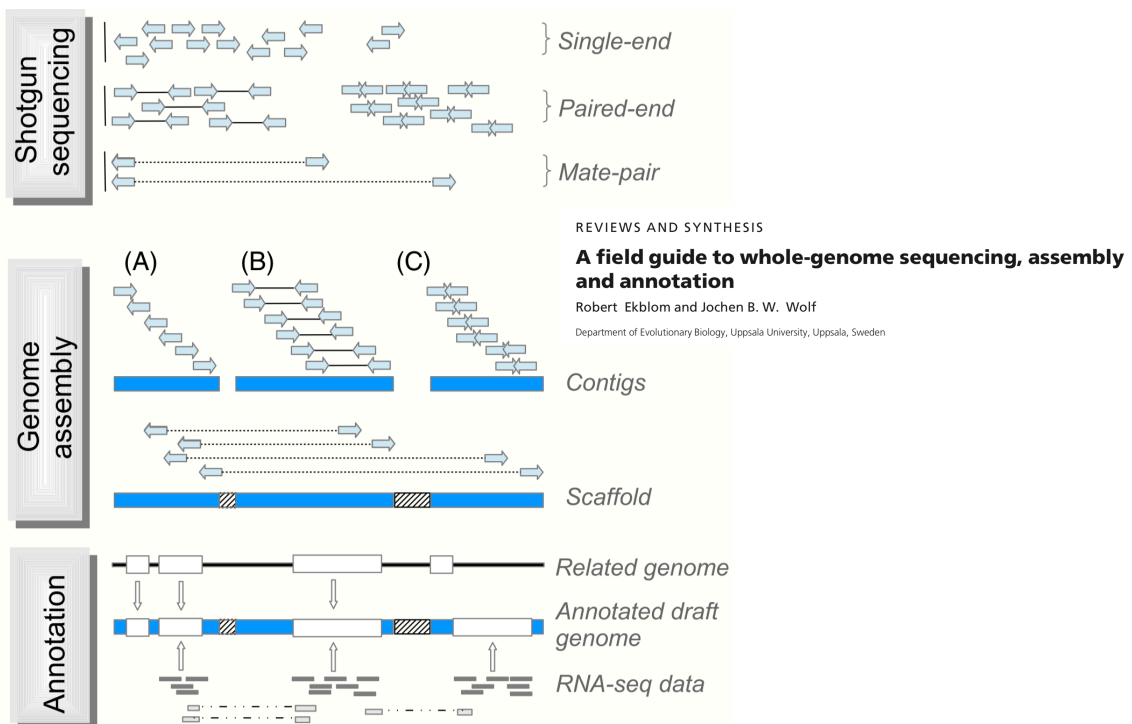 Shotgun
sequencing
Single-end
Paired-end
Mate-pair
REVIEWS AND SYNTHESIS
A field guide to whole-genome sequencing, assembly
and annotation
Robert Ekblom and Jochen B. W. Wolf
Department of Evolutionary Biology, Uppsala University, Uppsala, Sweden
Genome
assembly
(A) (B) (C)
Contigs
Scaffold
Annotation
Related genome
Annotated draft
genome
RNA-seq data